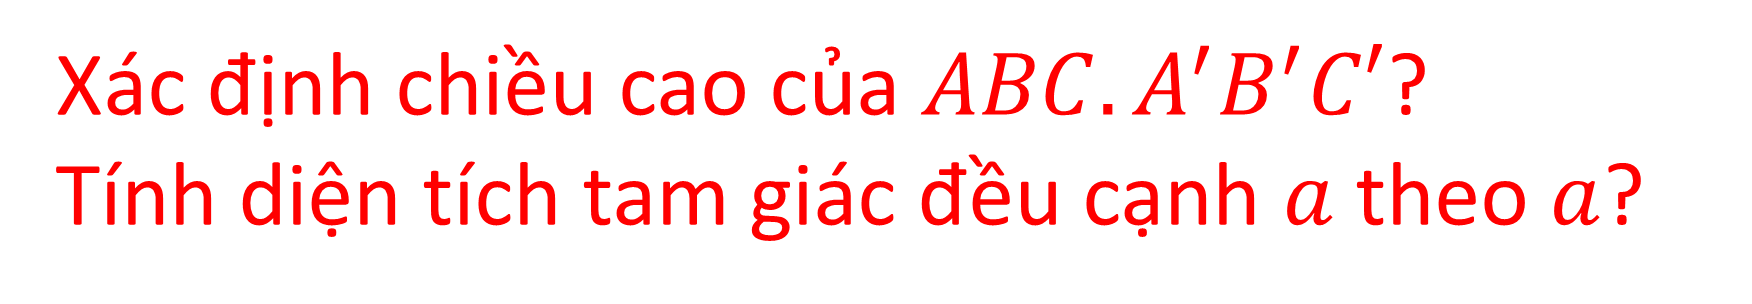 Xác định chiều cao của ABC.A′B′C′?
Tính diện tích tam giác đều cạnh a theo a?